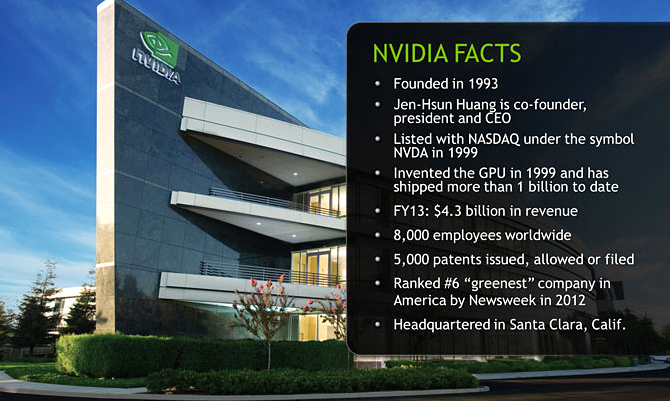 NVIDIA
NVIDIA FACTS
• Founded in 1993
• Jen-Hsun Huang is co-founder,
president and CEO
• Listed with NASDAQ under the symbol
NVDA in 1999
• Invented the GPU in 1999 and has
shipped more than 1 billion to date
• FY13: $4.3 billion in revenue
• 8,000 employees worldwide
• 5,000 patents issued, allowed or filed
• Ranked #6 “greenest” company in
America by Newsweek in 2012
• Headquartered in Santa Clara, Calif.